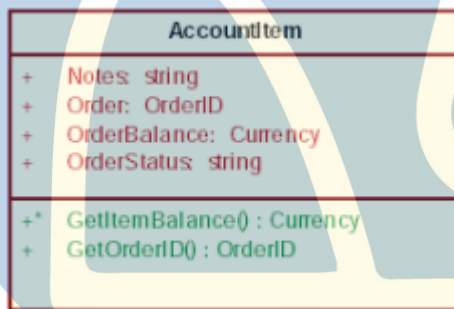 AccountItem
+ Notes: string
+ Order: OrderID
+ OrderBalance: Currency
+ OrderStatus: string
+* GetItemBalance() : Currency
+ GetOrderID() : OrderID